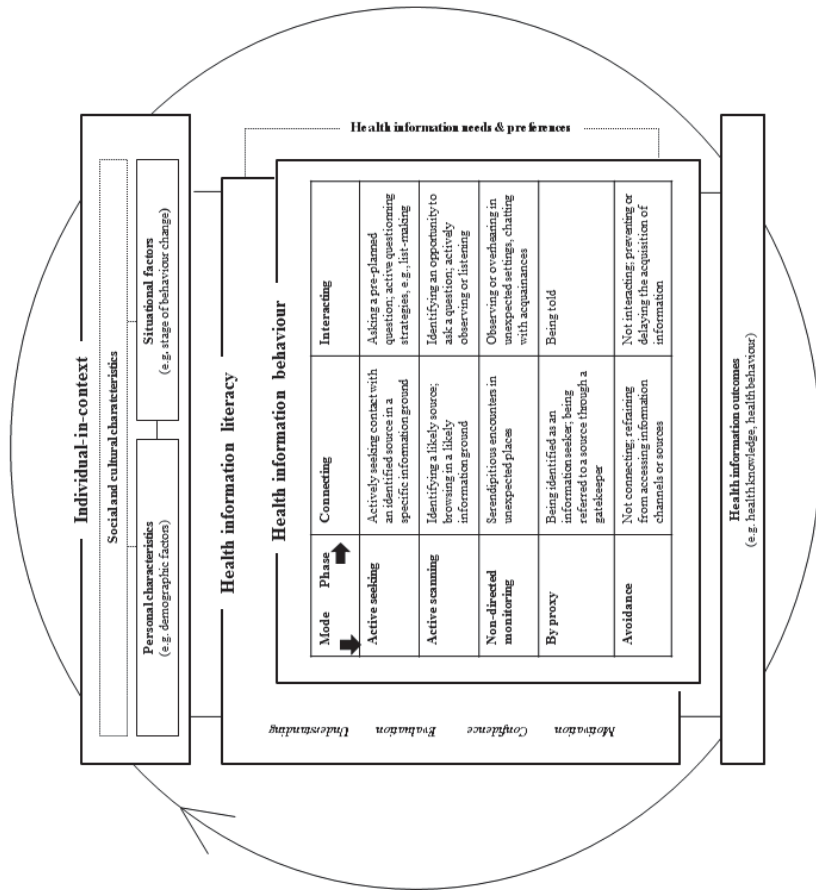 Individual-in-context
Social and cultural charatcteristics
Personal characteristics
(e.g. demographic factors)
Situational factors
(e.g. stage of behaviour change)
Health information literacy
Motivation Confidence Evaluation Understanding
Health information behaviour
Health information needs & preferences
Mode Phase
Connecting
Interacting
Active seeking
Actively seeking contact with
an identified source in a
specific information ground
Asking a pre-planned
question; active questionning
strategies, e.g., list-making
Active scanning
Identifying a likely source;
browsing in a likely
information ground
Identifying an opportunity to
ask a question; actively
observing or listening
Non-directed
monitoring
Serendipitious encounters in
unexpected places
Observing or overhearing in
unexpected settings, chatting
with acquainances
By proxy
Being identified as an
information seeker; being
referred to a source through a
gatekeeper
Being told
Avoidance
Not connecting; refraining
from accessing information
channels or sources
Not interacting; preventing or
delaying the acquisition of
information
Health information outcomes
(e.g. health knowledge, health behaviour)